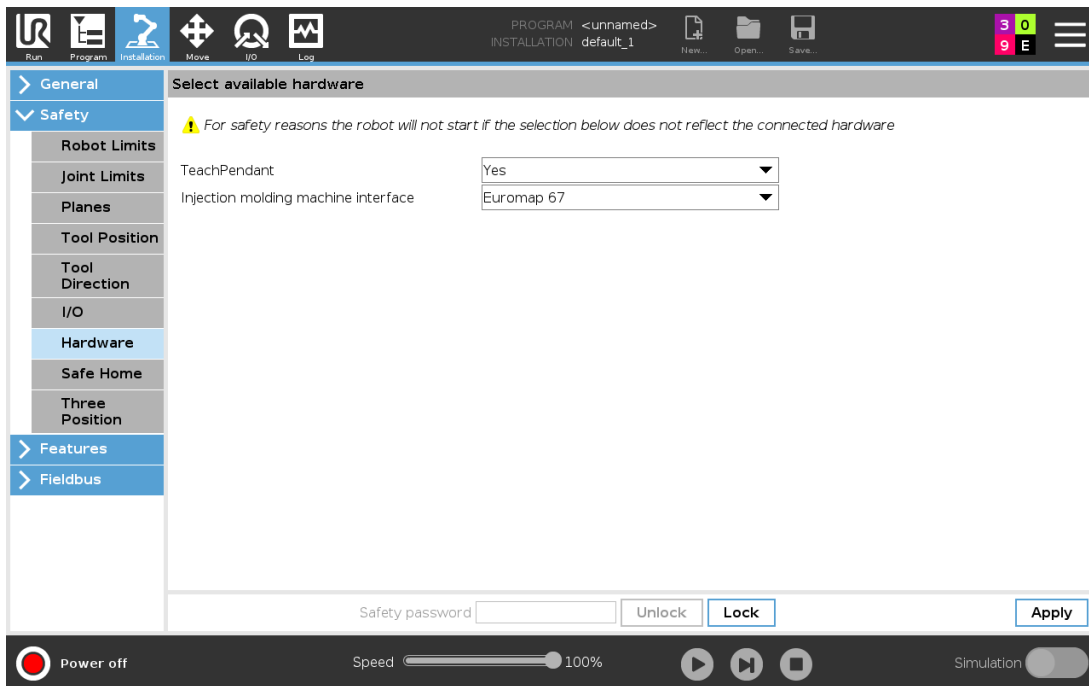 PROGRAM <unnamed>
INSTALLATION default_1
UR
Run
Program
Installation
Move
I/O
Log
New...
Open...
Save...
3 0
9 E
General
Safety
Robot Limits
Joint Limits
Planes
Tool Position
Tool
Direction
I/O
Hardware
Safe Home
Three
Position
Features
Fieldbus
Select available hardware
For safety reasons the robot will not start if the selection below does not reflect the connected hardware
TeachPendant Yes
Injection molding machine interface Euromap 67
Safety password Unlock Lock Apply
Power off
Speed 100%
Simulation